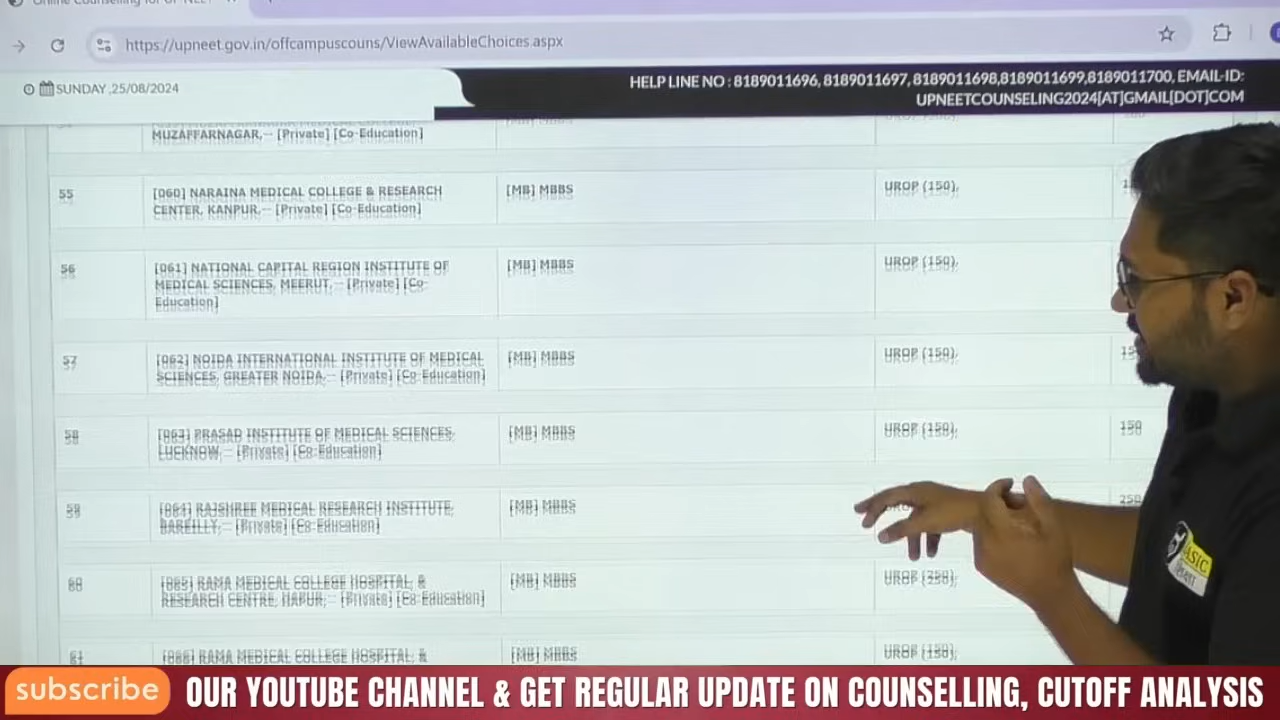 Online Counselling for UP NEET
https://upneet.gov.in/offcampuscouns/ViewAvailableChoices.aspx
SUNDAY ,25/08/2024
HELP LINE NO : 8189011696, 8189011697, 8189011698,8189011699,8189011700, EMAIL-ID:
UPNEETCOUNSELING2024[AT]GMAIL[DOT]COM
MUZAFFARNAGAR,-- [Private] [Co-Education]
55 [060] NARAINA MEDICAL COLLEGE & RESEARCH [MB] MBBS UROP (150),
CENTER, KANPUR,-- [Private] [Co-Education]
56 [061] NATIONAL CAPITAL REGION INSTITUTE OF [MB] MBBS UROP (150),
MEDICAL SCIENCES, MEERUT,-- [Private] [Co-
Education]
57 [062] NOIDA INTERNATIONAL INSTITUTE OF MEDICAL [MB] MBBS UROP (150),
SCIENCES, GREATER NOIDA,-- [Private] [Co-Education]
58 [063] PRASAD INSTITUTE OF MEDICAL SCIENCES, [MB] MBBS UROP (150), 150
LUCKNOW,-- [Private] [Co-Education]
59 [064] RAJSHREE MEDICAL RESEARCH INSTITUTE, [MB] MBBS 250
BAREILLY,-- [Private] [Co-Education]
60 [065] RAMA MEDICAL COLLEGE HOSPITAL, & [MB] MBBS UROP (250),
RESEARCH CENTRE, HAPUR,-- [Private] [Co-Education]
61 [066] RAMA MEDICAL COLLEGE HOSPITAL, & [MB] MBBS UROP (150),
BASIC
subscribe OUR YOUTUBE CHANNEL & GET REGULAR UPDATE ON COUNSELLING, CUTOFF ANALYSIS